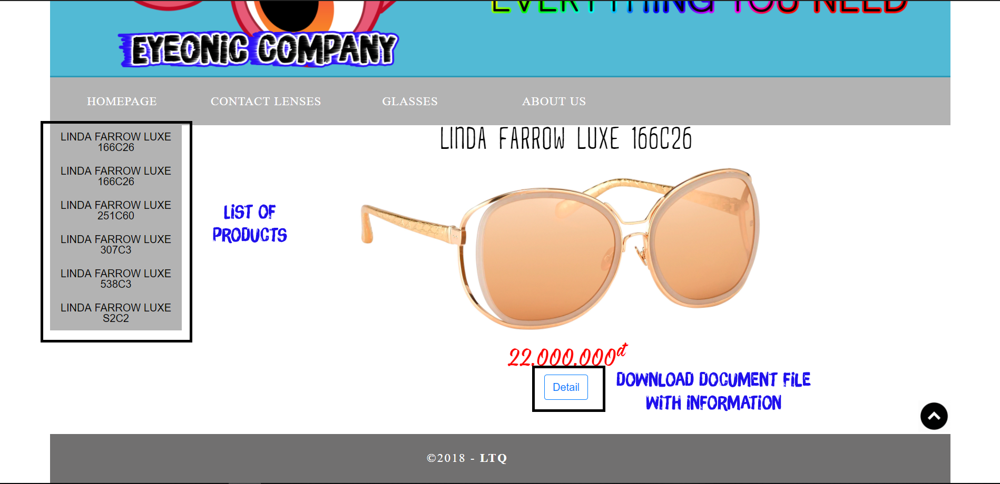 EVERYTHING YOU NEED
EYEONiC COMPANY
HOMEPAGE
CONTACT LENSES
GLASSES
ABOUT US
LINDA FARROW LUXE
166C26
LINDA FARROW LUXE
166C26
LINDA FARROW LUXE
251C60
LINDA FARROW LUXE
307C3
LINDA FARROW LUXE
538C3
LINDA FARROW LUXE
S2C2
LIST OF
PRODUCTS
LINDA FARROW LUXE 166C26
22.000.000đ
Detail
DOWNLOAD DOCUMENT FILE
WITH INFORMATION
©2018 - LTQ